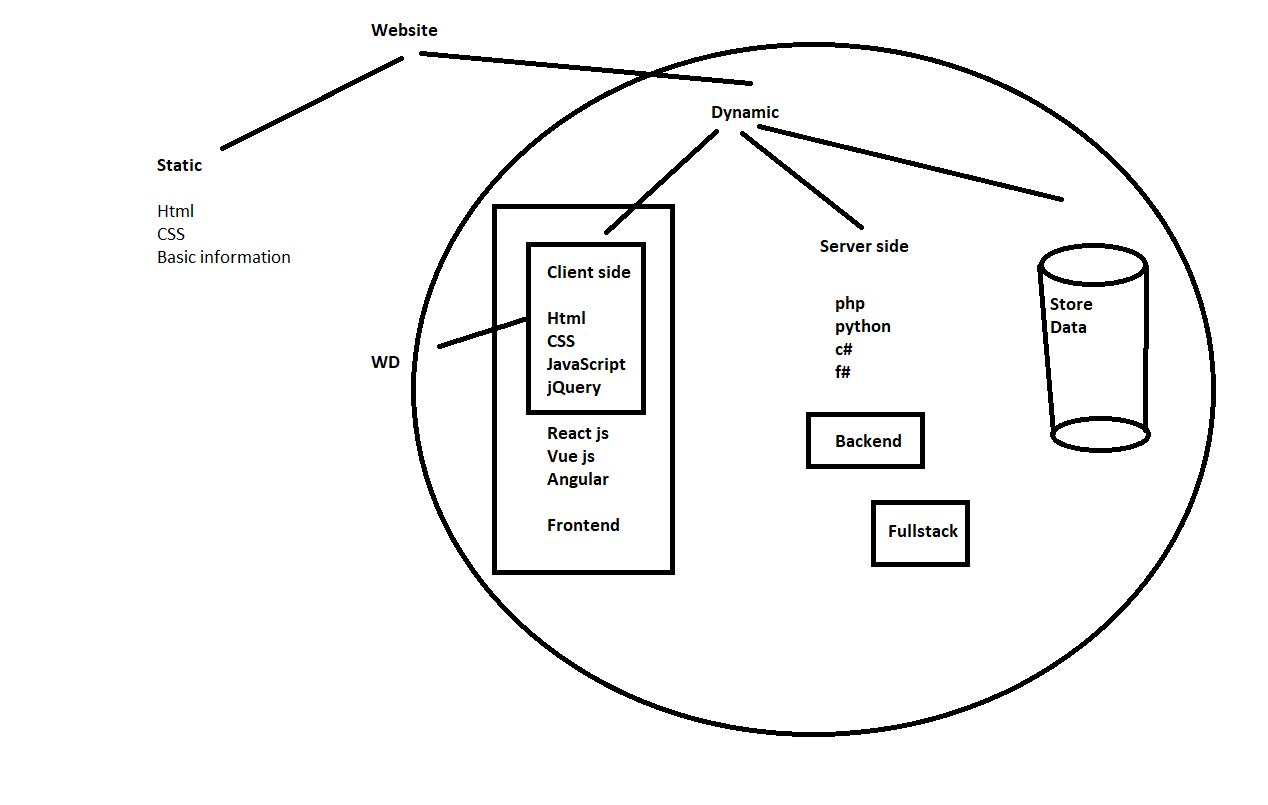 Website
Dynamic
Static
Html
CSS
Basic information
Client side
Html
CSS
JavaScript
jQuery
WD
React js
Vue js
Angular
Frontend
Server side
php
python
c#
f#
Backend
Fullstack
Store
Data